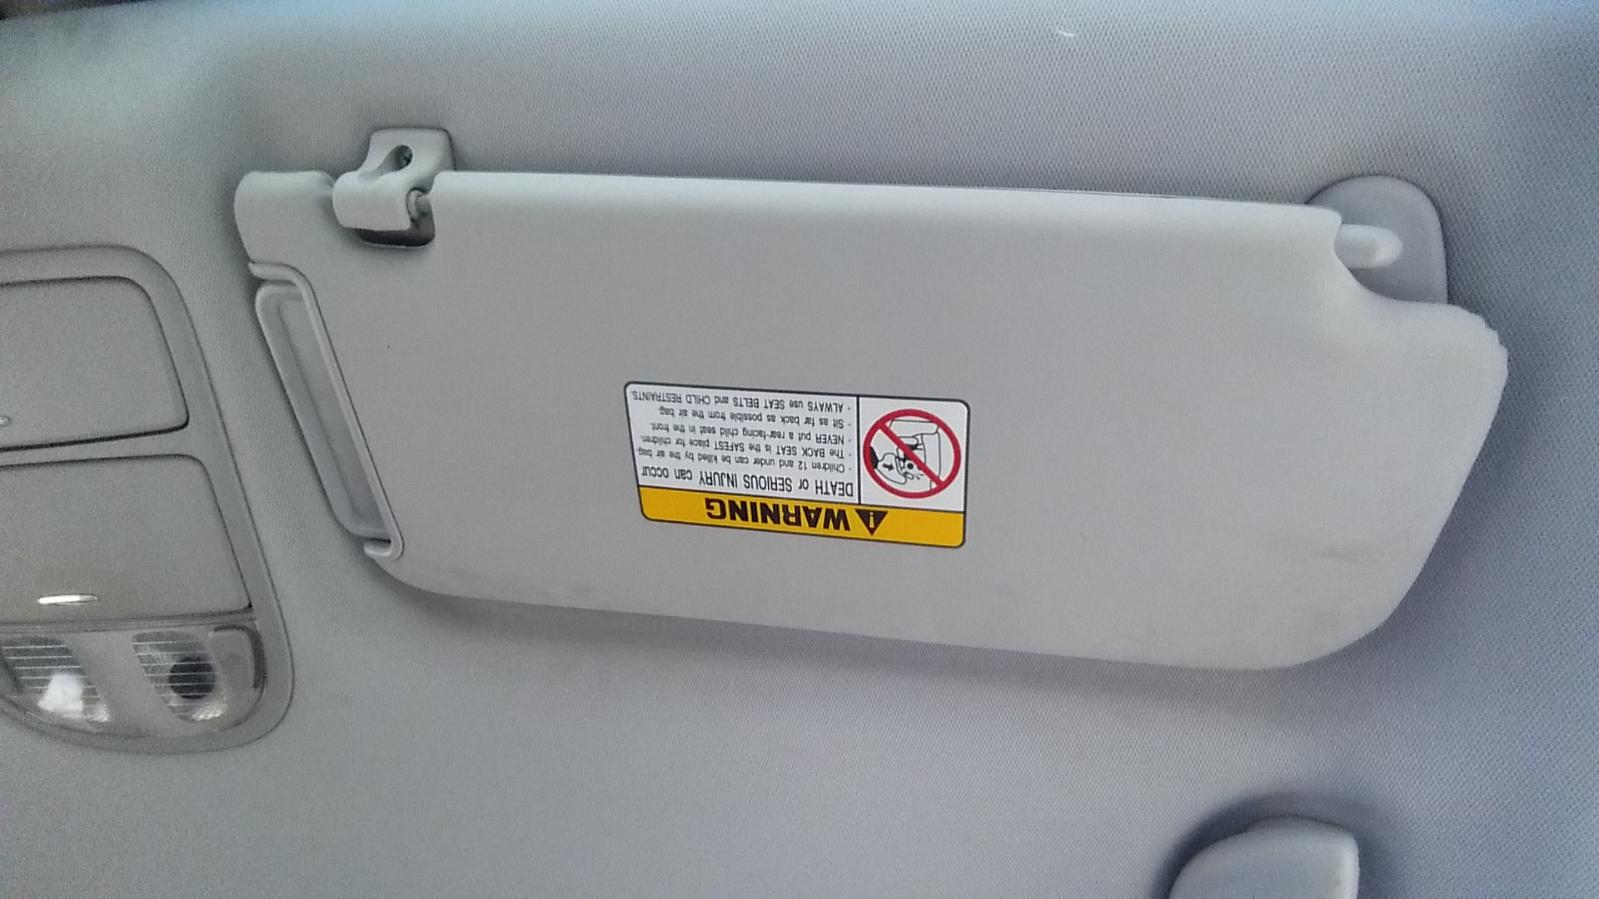 WARNING
DEATH or SERIOUS INJURY can occur
· Children 12 and under can be killed by the air bag.
· The BACK SEAT is the SAFEST place for children.
· NEVER put a rear-facing child seat in the front.
· Sit as far back as possible from the air bag.
· ALWAYS use SEAT BELTS and CHILD RESTRAINTS.